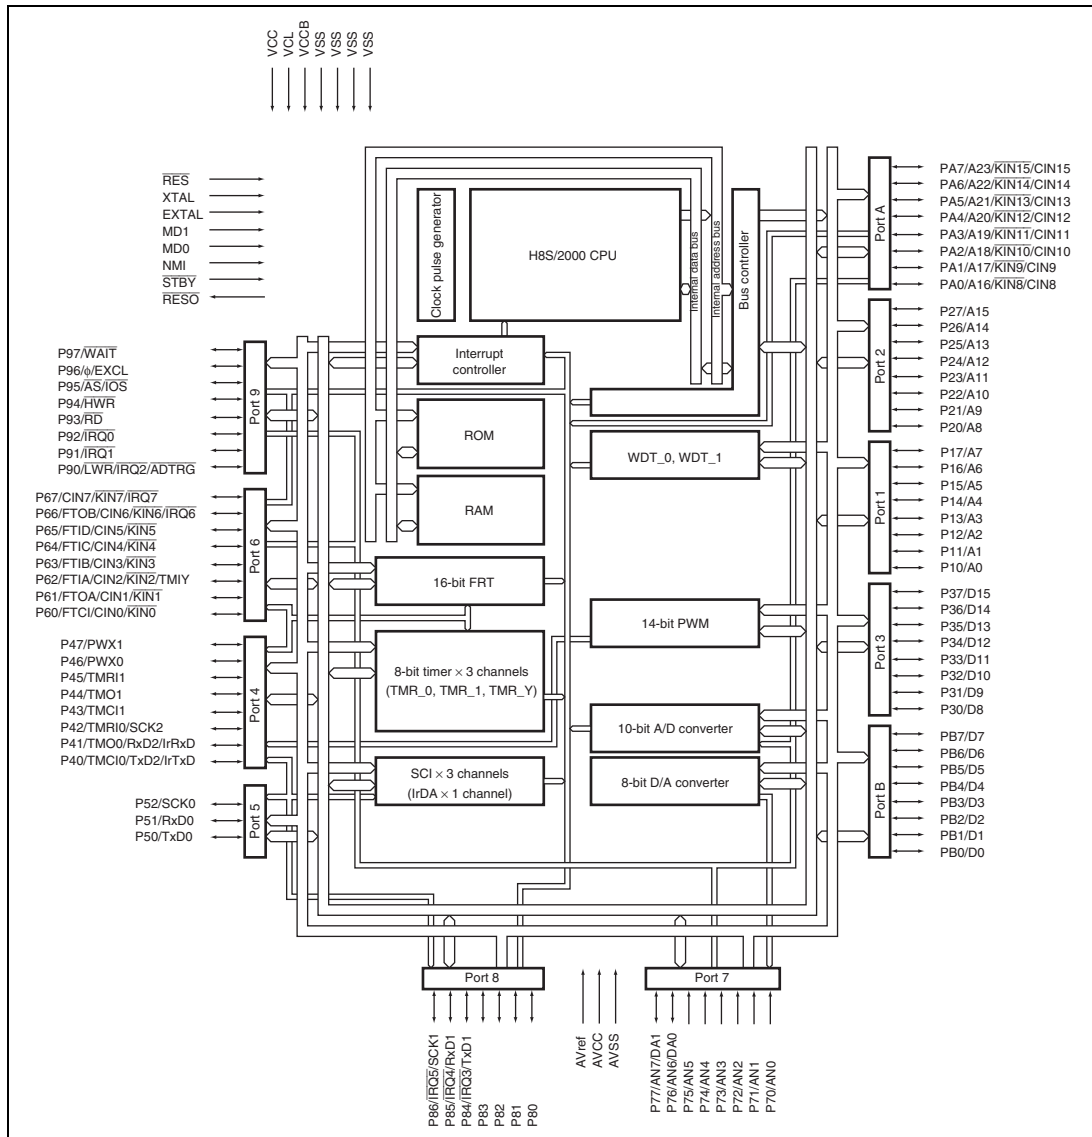 VCC
VCL
VCCB
VSS
VSS
VSS
VSS
RES
XTAL
EXTAL
MD1
MD0
NMI
STBY
RESO
Clock pulse generator
H8S/2000 CPU
Internal data bus
Internal address bus
Bus controller
Interrupt
controller
ROM
RAM
WDT_0, WDT_1
16-bit FRT
14-bit PWM
8-bit timer × 3 channels
(TMR_0, TMR_1, TMR_Y)
10-bit A/D converter
SCI × 3 channels
(IrDA × 1 channel)
8-bit D/A converter
P97/WAIT
P96/ϕ/EXCL
P95/AS/IOS
P94/HWR
P93/RD
P92/IRQ0
P91/IRQ1
P90/LWR/IRQ2/ADTRG
Port 9
P67/CIN7/KIN7/IRQ7
P66/FTOB/CIN6/KIN6/IRQ6
P65/FTID/CIN5/KIN5
P64/FTIC/CIN4/KIN4
P63/FTIB/CIN3/KIN3
P62/FTIA/CIN2/KIN2/TMIY
P61/FTOA/CIN1/KIN1
P60/FTCI/CIN0/KIN0
Port 6
P47/PWX1
P46/PWX0
P45/TMRI1
P44/TMO1
P43/TMCI1
P42/TMRI0/SCK2
P41/TMO0/RxD2/IrRxD
P40/TMCI0/TxD2/IrTxD
Port 4
P52/SCK0
P51/RxD0
P50/TxD0
Port 5
Port A
PA7/A23/KIN15/CIN15
PA6/A22/KIN14/CIN14
PA5/A21/KIN13/CIN13
PA4/A20/KIN12/CIN12
PA3/A19/KIN11/CIN11
PA2/A18/KIN10/CIN10
PA1/A17/KIN9/CIN9
PA0/A16/KIN8/CIN8
Port 2
P27/A15
P26/A14
P25/A13
P24/A12
P23/A11
P22/A10
P21/A9
P20/A8
Port 1
P17/A7
P16/A6
P15/A5
P14/A4
P13/A3
P12/A2
P11/A1
P10/A0
Port 3
P37/D15
P36/D14
P35/D13
P34/D12
P33/D11
P32/D10
P31/D9
P30/D8
Port B
PB7/D7
PB6/D6
PB5/D5
PB4/D4
PB3/D3
PB2/D2
PB1/D1
PB0/D0
Port 8
P86/IRQ5/SCK1
P85/IRQ4/RxD1
P84/IRQ3/TxD1
P83
P82
P81
P80
AVref
AVCC
AVSS
Port 7
P77/AN7/DA1
P76/AN6/DA0
P75/AN5
P74/AN4
P73/AN3
P72/AN2
P71/AN1
P70/AN0